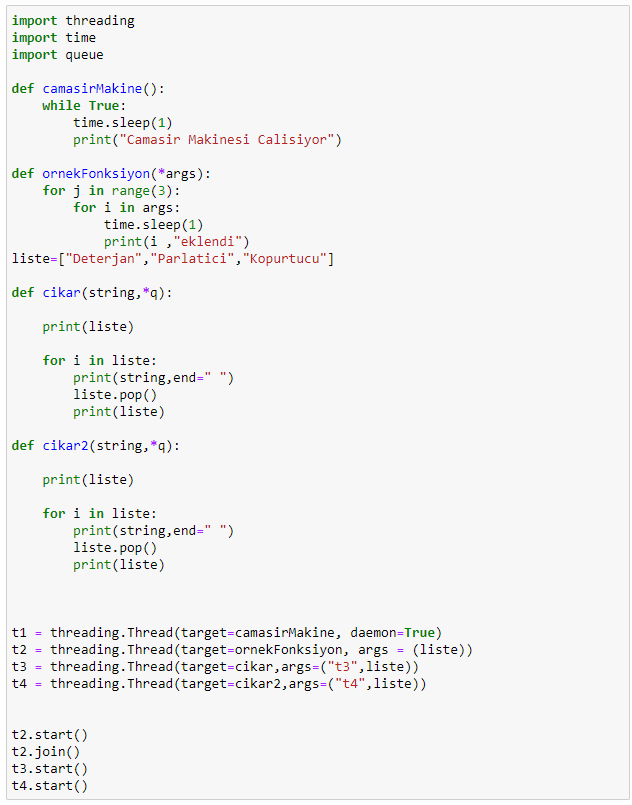 import threading
import time
import queue
def camasirMakine():
    while True:
        time.sleep(1)
        print("Camasir Makinesi Calisiyor")
def ornekFonksiyon(*args):
    for j in range(3):
        for i in args:
            time.sleep(1)
            print(i ,"eklendi")
liste=["Deterjan","Parlatici","Kopurtucu"]
def cikar(string,*q):
    print(liste)
    for i in liste:
        print(string,end=" ")
        liste.pop()
        print(liste)
def cikar2(string,*q):
    print(liste)
    for i in liste:
        print(string,end=" ")
        liste.pop()
        print(liste)
t1 = threading.Thread(target=camasirMakine, daemon=True)
t2 = threading.Thread(target=ornekFonksiyon, args = (liste))
t3 = threading.Thread(target=cikar,args=("t3",liste))
t4 = threading.Thread(target=cikar2,args=("t4",liste))
t2.start()
t2.join()
t3.start()
t4.start()